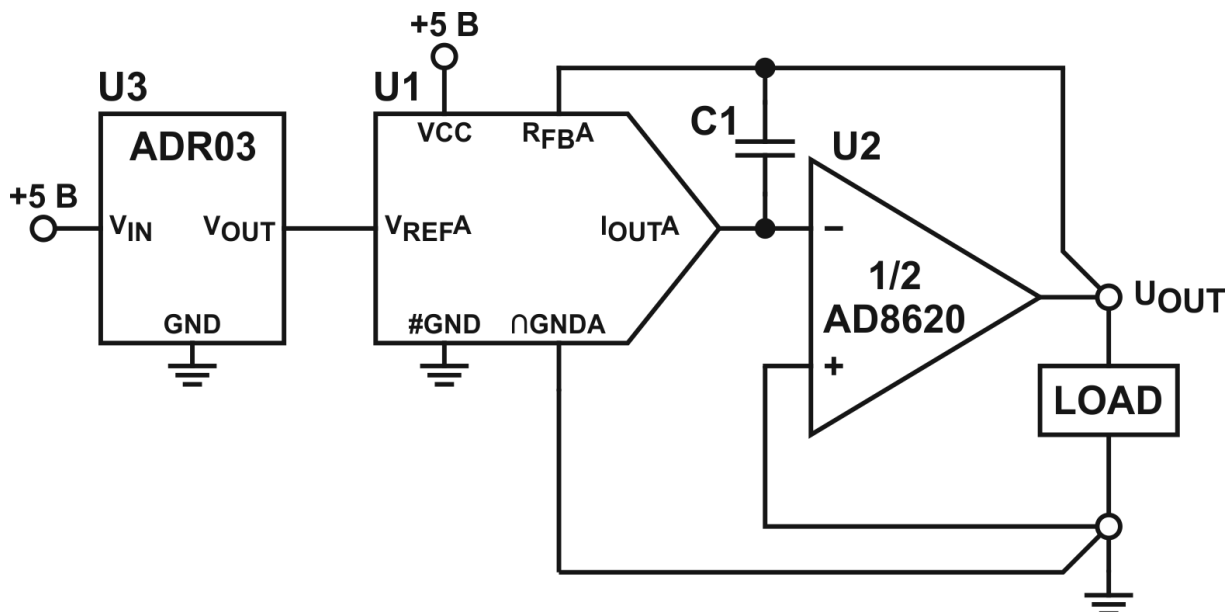 +5 В
U3
U1
ADR03
VCC
RFBA
C1
U2
+5 В
VIN
VOUT
VREFA
IOUTA
−
1/2
AD8620
UOUT
GND
#GND
∩GNDA
+
LOAD